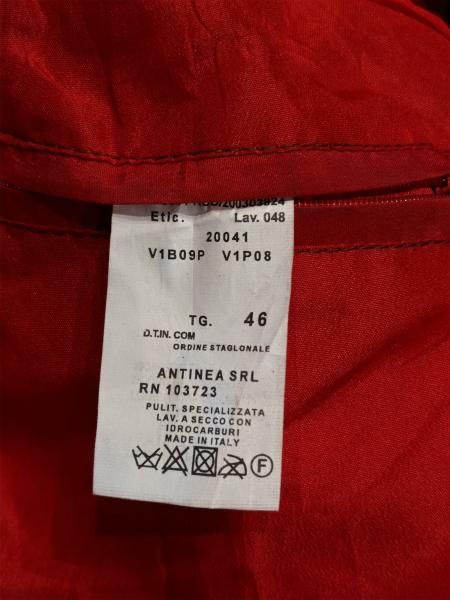 Etic. Lav. 048
20041
V1B09P V1P08
TG. 46
D.T.IN. COM
ORDINE STAGLONALE
ANTINEA SRL
RN 103723
PULIT. SPECIALIZZATA
LAV. A SECCO CON
IDROCARBURI
MADE IN ITALY
F